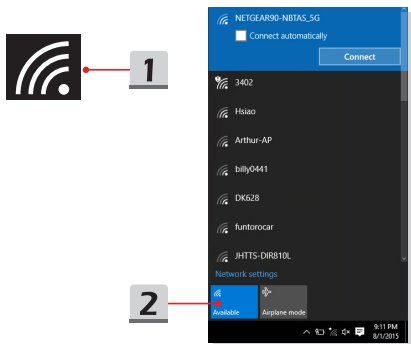 1
NETGEAR90-NBTAS_5G
Connect automatically
Connect
3402
Hsiao
Arthur-AP
billy0441
DK628
funtorocar
JHTTS-DIR810L
Network settings
2
Available
Airplane mode
9:11 PM
8/1/2015